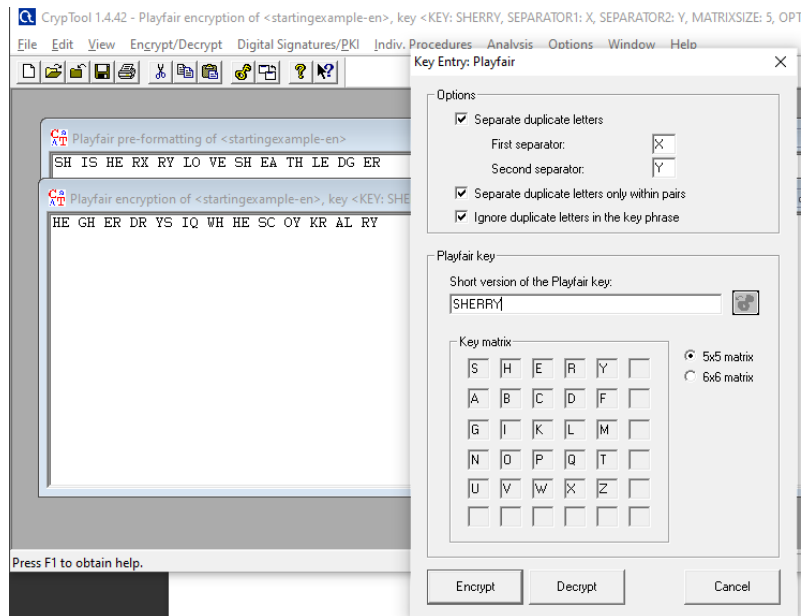 CrypTool 1.4.42 - Playfair encryption of <startingexample-en>, key <KEY: SHERRY, SEPARATOR1: X, SEPARATOR2: Y, MATRIXSIZE: 5, OPT
File Edit View Encrypt/Decrypt Digital Signatures/PKI Indiv. Procedures Analysis Options Window Help
Playfair pre-formatting of <startingexample-en>
SH IS HE RX RY LO VE SH EA TH LE DG ER
Playfair encryption of <startingexample-en>, key <KEY: SHE
HE GH ER DR YS IQ WH HE SC OY KR AL RY
Press F1 to obtain help.
Key Entry: Playfair
Options
Separate duplicate letters
First separator: X
Second separator: Y
Separate duplicate letters only within pairs
Ignore duplicate letters in the key phrase
Playfair key
Short version of the Playfair key:
SHERRY
Key matrix
S H E R Y
A B C D F
G I K L M
N O P Q T
U V W X Z
5x5 matrix
6x6 matrix
Encrypt Decrypt Cancel